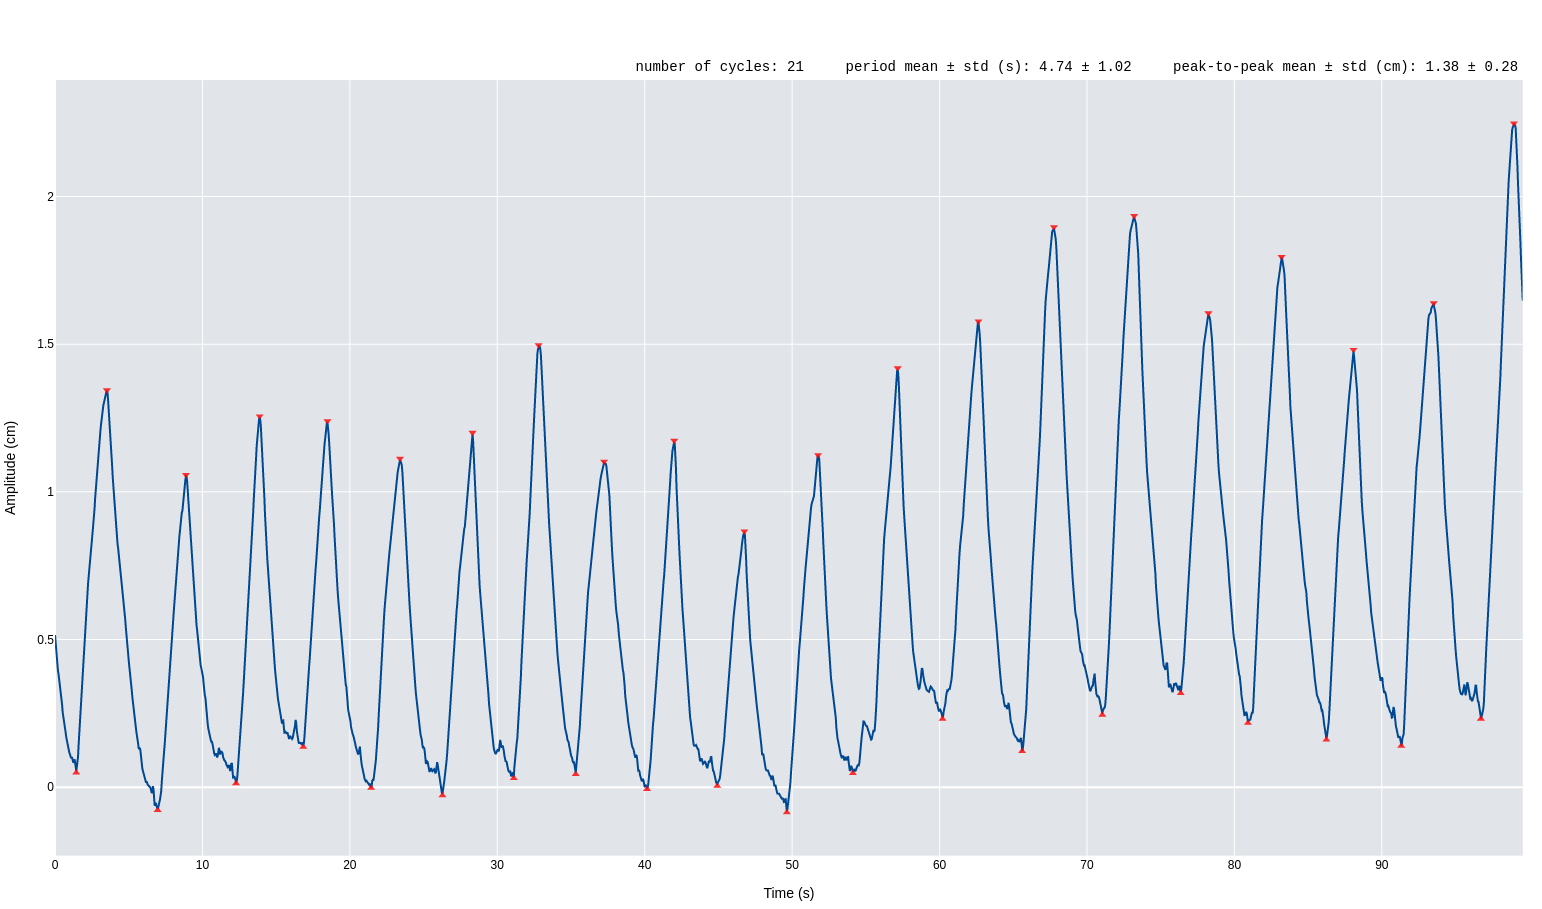 number of cycles: 21     period mean ± std (s): 4.74 ± 1.02     peak-to-peak mean ± std (cm): 1.38 ± 0.28
2
1.5
1
0.5
0
Amplitude (cm)
0 10 20 30 40 50 60 70 80 90
Time (s)